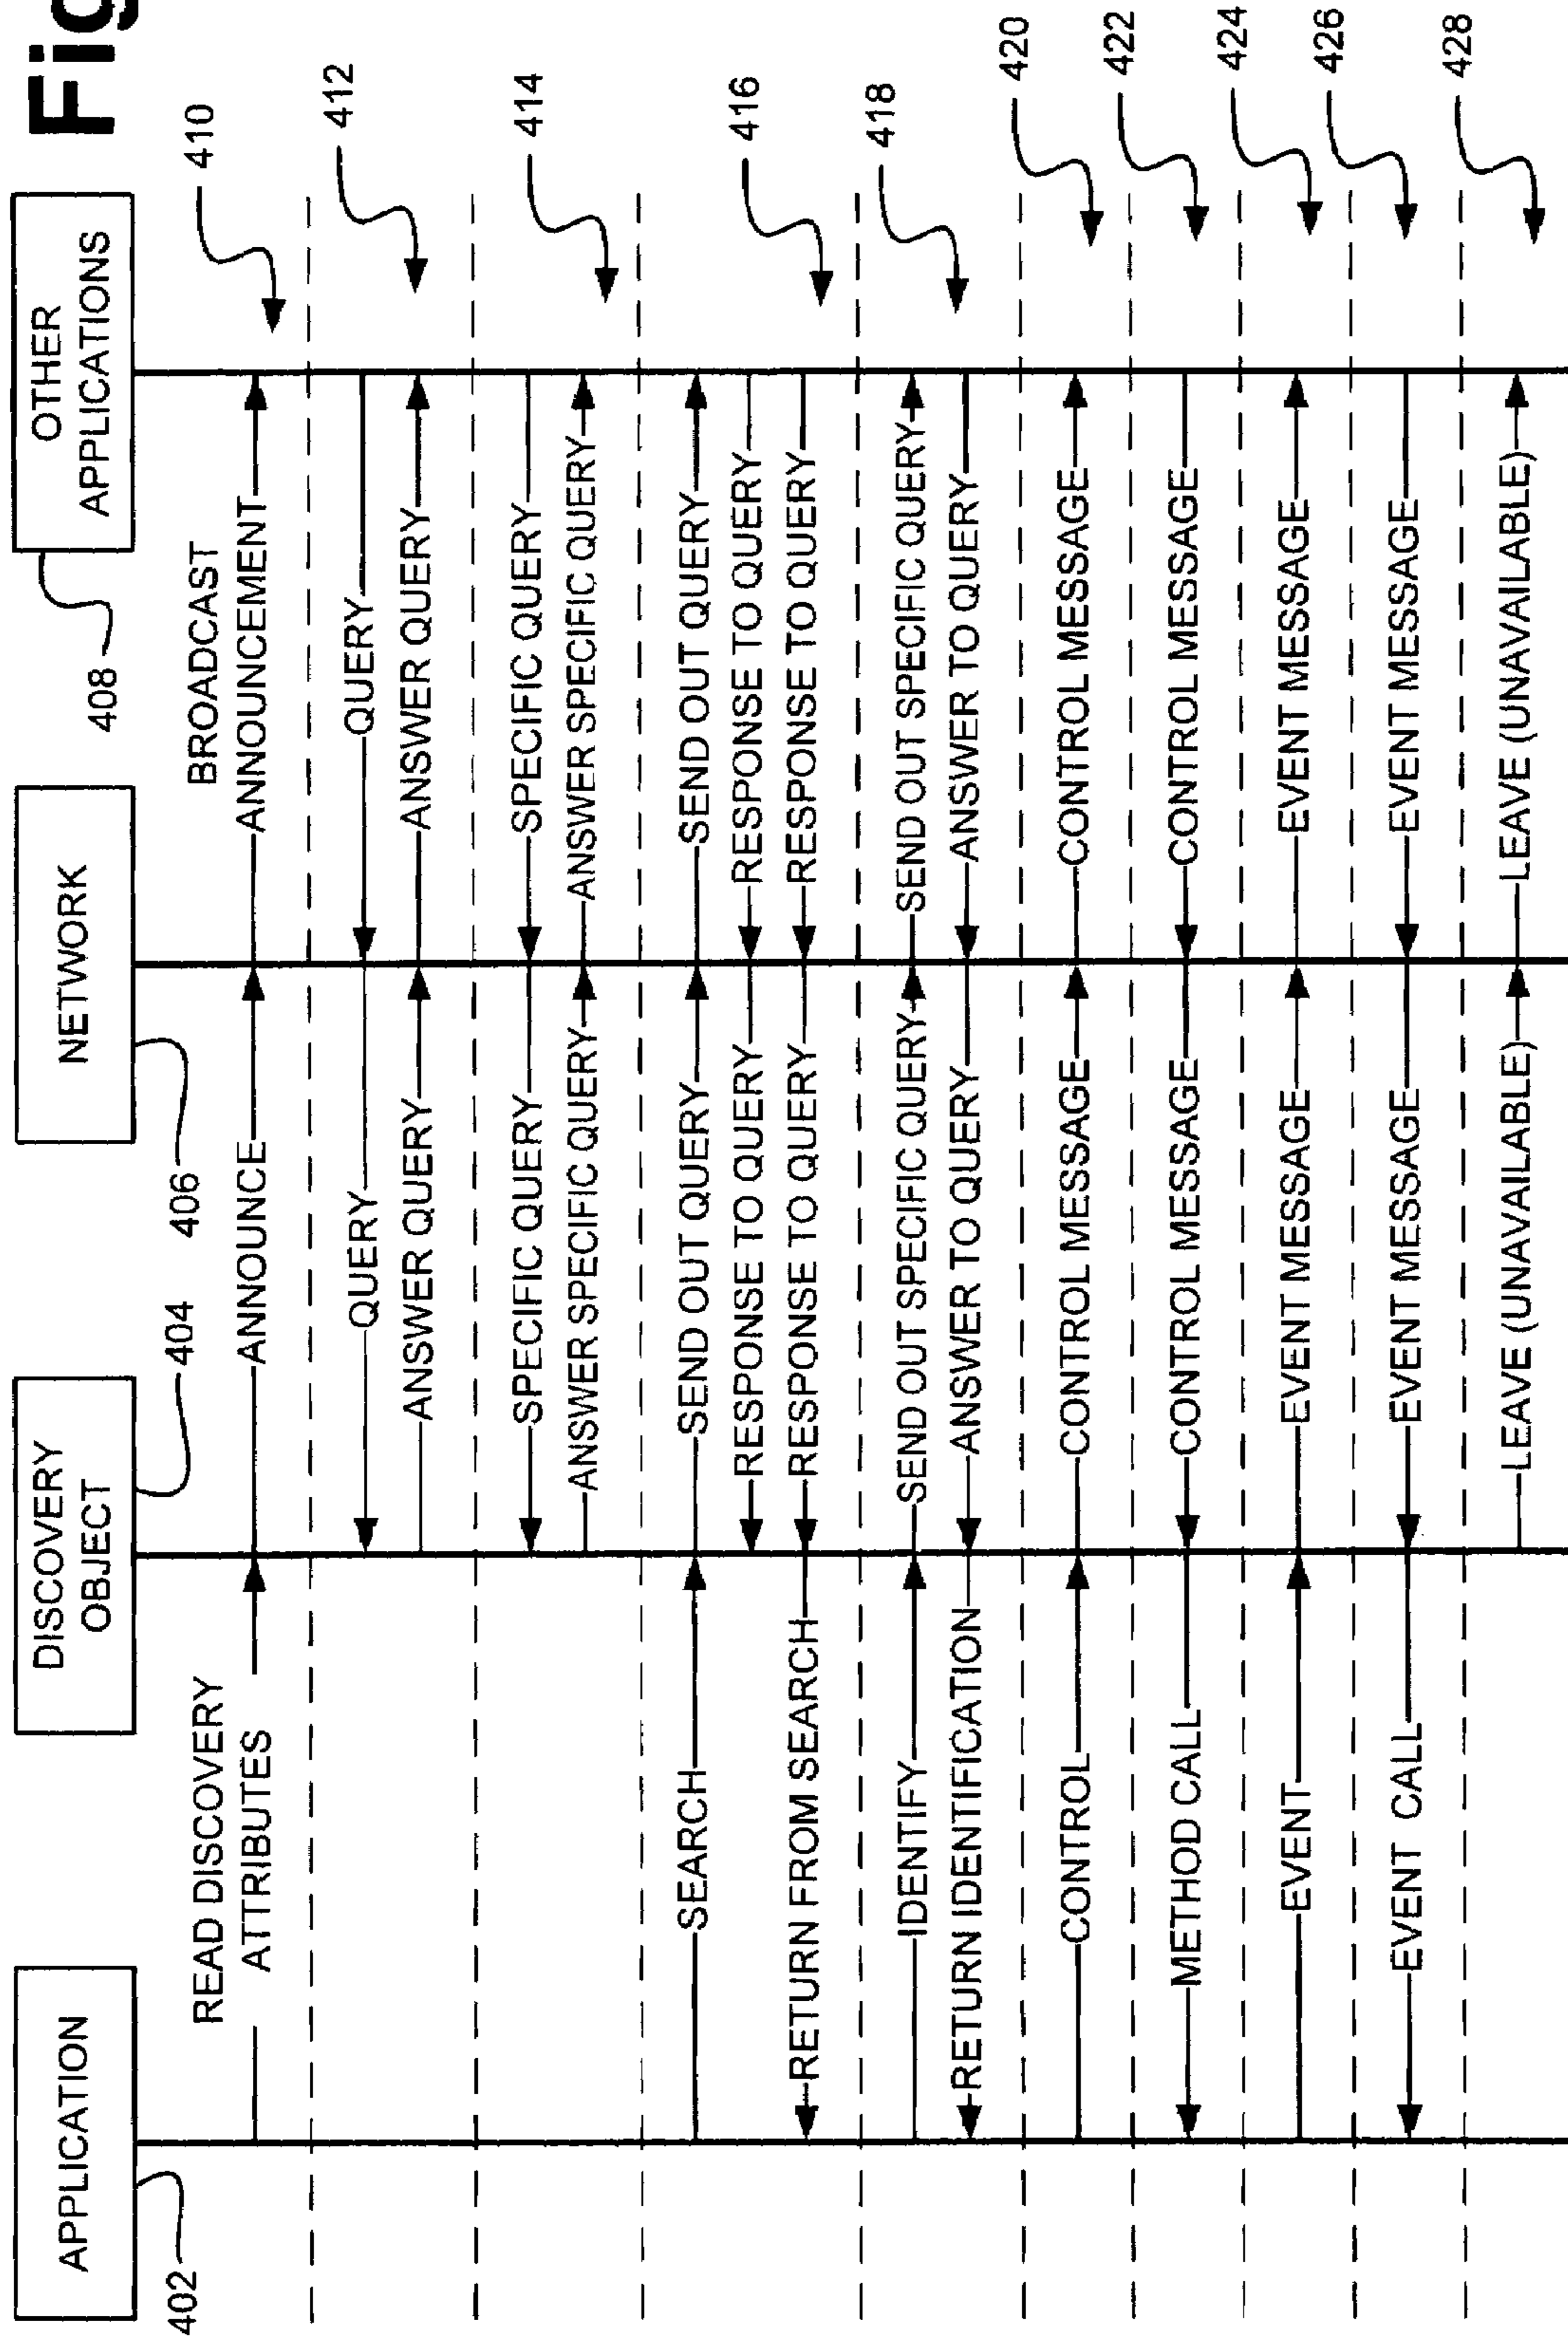 Fig
APPLICATION
402
DISCOVERY
OBJECT
404
NETWORK
406
OTHER
APPLICATIONS
408
READ DISCOVERY
ATTRIBUTES
ANNOUNCE
BROADCAST
ANNOUNCEMENT
410
QUERY
QUERY
412
ANSWER QUERY
ANSWER QUERY
SPECIFIC QUERY
SPECIFIC QUERY
414
ANSWER SPECIFIC QUERY
ANSWER SPECIFIC QUERY
SEARCH
SEND OUT QUERY
SEND OUT QUERY
416
RESPONSE TO QUERY
RESPONSE TO QUERY
RETURN FROM SEARCH
RESPONSE TO QUERY
RESPONSE TO QUERY
IDENTIFY
SEND OUT SPECIFIC QUERY
SEND OUT SPECIFIC QUERY
418
RETURN IDENTIFICATION
ANSWER TO QUERY
ANSWER TO QUERY
CONTROL
CONTROL MESSAGE
CONTROL MESSAGE
420
METHOD CALL
CONTROL MESSAGE
CONTROL MESSAGE
422
EVENT
EVENT MESSAGE
EVENT MESSAGE
424
EVENT CALL
EVENT MESSAGE
EVENT MESSAGE
426
LEAVE (UNAVAILABLE)
LEAVE (UNAVAILABLE)
428